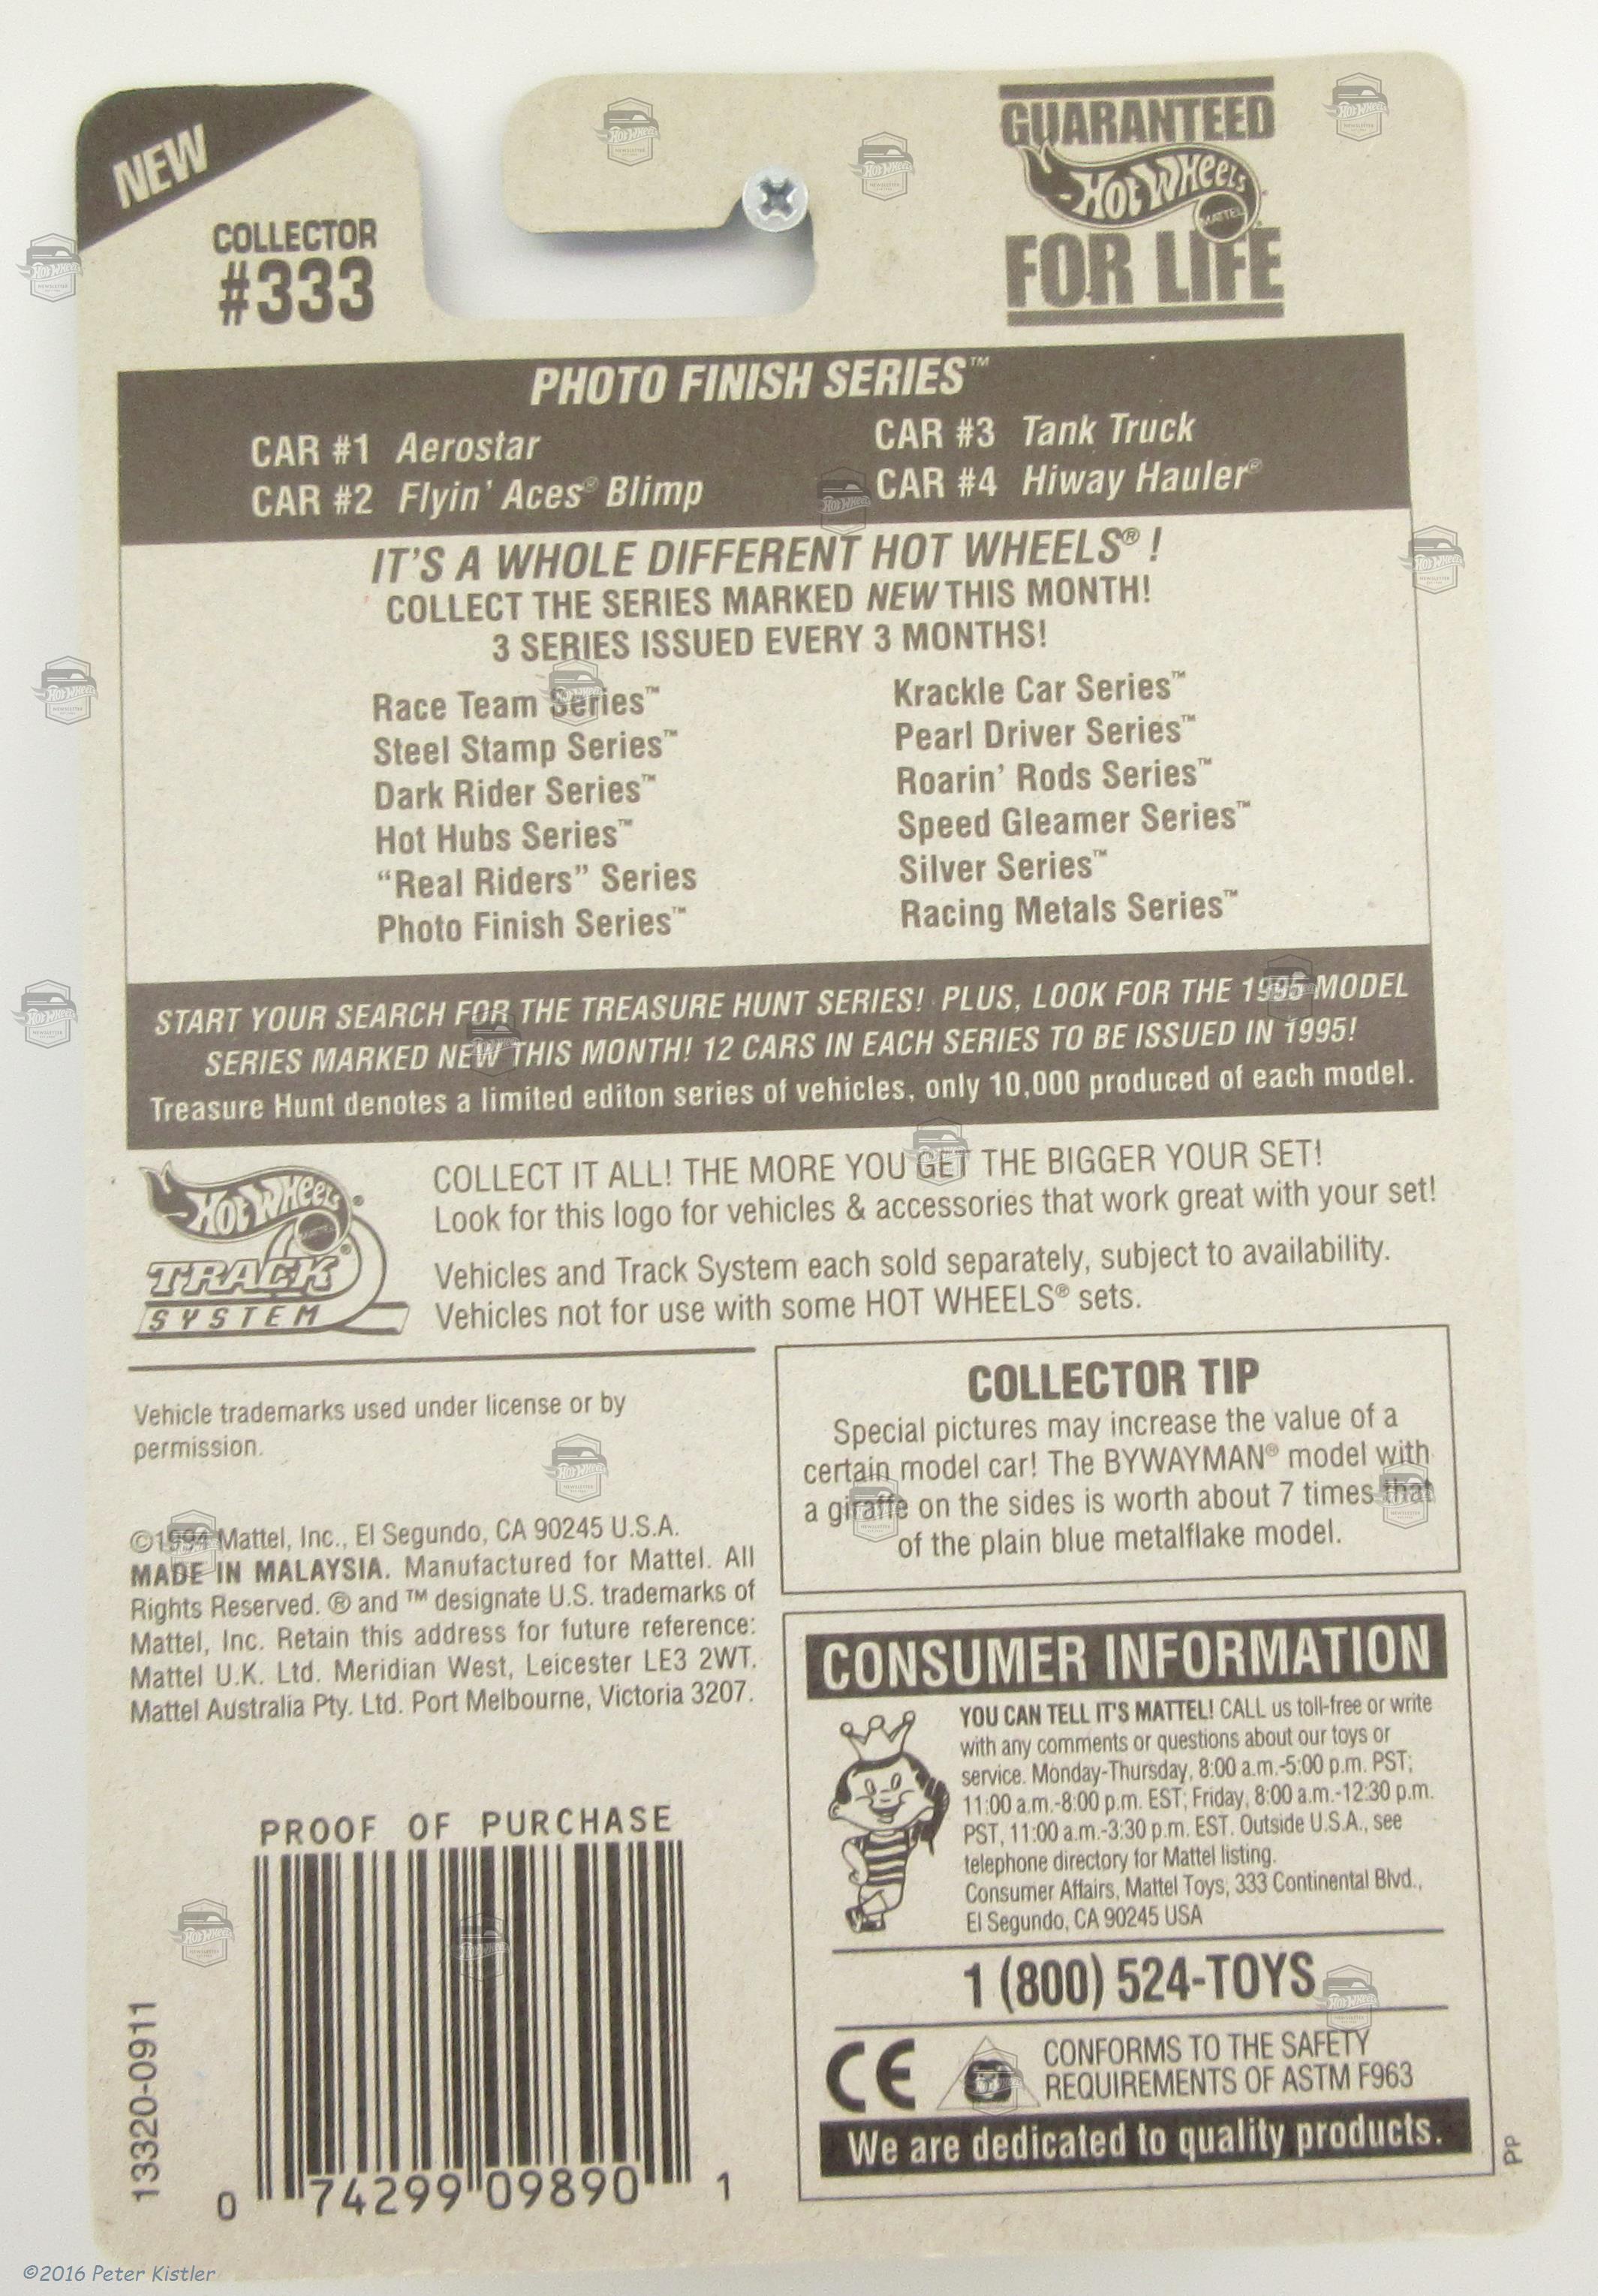 NEW
COLLECTOR
#333
GUARANTEED
HOT WHEELS
MATTEL
FOR LIFE
PHOTO FINISH SERIES™
CAR #1 Aerostar
CAR #2 Flyin' Aces® Blimp
CAR #3 Tank Truck
CAR #4 Hiway Hauler®
IT'S A WHOLE DIFFERENT HOT WHEELS® !
COLLECT THE SERIES MARKED NEW THIS MONTH!
3 SERIES ISSUED EVERY 3 MONTHS!
Race Team Series™
Steel Stamp Series™
Dark Rider Series™
Hot Hubs Series™
“Real Riders” Series
Photo Finish Series™
Krackle Car Series™
Pearl Driver Series™
Roarin' Rods Series™
Speed Gleamer Series™
Silver Series™
Racing Metals Series™
START YOUR SEARCH FOR THE TREASURE HUNT SERIES! PLUS, LOOK FOR THE 1995 MODEL
SERIES MARKED NEW THIS MONTH! 12 CARS IN EACH SERIES TO BE ISSUED IN 1995!
Treasure Hunt denotes a limited editon series of vehicles, only 10,000 produced of each model.
HOT WHEELS®
MATTEL
TRACK®
SYSTEM
COLLECT IT ALL! THE MORE YOU GET THE BIGGER YOUR SET!
Look for this logo for vehicles & accessories that work great with your set!
Vehicles and Track System each sold separately, subject to availability.
Vehicles not for use with some HOT WHEELS® sets.
Vehicle trademarks used under license or by
permission.
©1994 Mattel, Inc., El Segundo, CA 90245 U.S.A.
MADE IN MALAYSIA. Manufactured for Mattel. All
Rights Reserved. ® and ™ designate U.S. trademarks of
Mattel, Inc. Retain this address for future reference:
Mattel U.K. Ltd. Meridian West, Leicester LE3 2WT.
Mattel Australia Pty. Ltd. Port Melbourne, Victoria 3207.
COLLECTOR TIP
Special pictures may increase the value of a
certain model car! The BYWAYMAN® model with
a giraffe on the sides is worth about 7 times that
of the plain blue metalflake model.
CONSUMER INFORMATION
YOU CAN TELL IT'S MATTEL! CALL us toll-free or write
with any comments or questions about our toys or
service. Monday-Thursday, 8:00 a.m.-5:00 p.m. PST;
11:00 a.m.-8:00 p.m. EST; Friday, 8:00 a.m.-12:30 p.m.
PST, 11:00 a.m.-3:30 p.m. EST. Outside U.S.A., see
telephone directory for Mattel listing.
Consumer Affairs, Mattel Toys, 333 Continental Blvd.,
El Segundo, CA 90245 USA
1 (800) 524-TOYS
CE
CONFORMS TO THE SAFETY
REQUIREMENTS OF ASTM F963
We are dedicated to quality products.
PP
PROOF OF PURCHASE
0 74299 09890 1
13320-0911
©2016 Peter Kistler